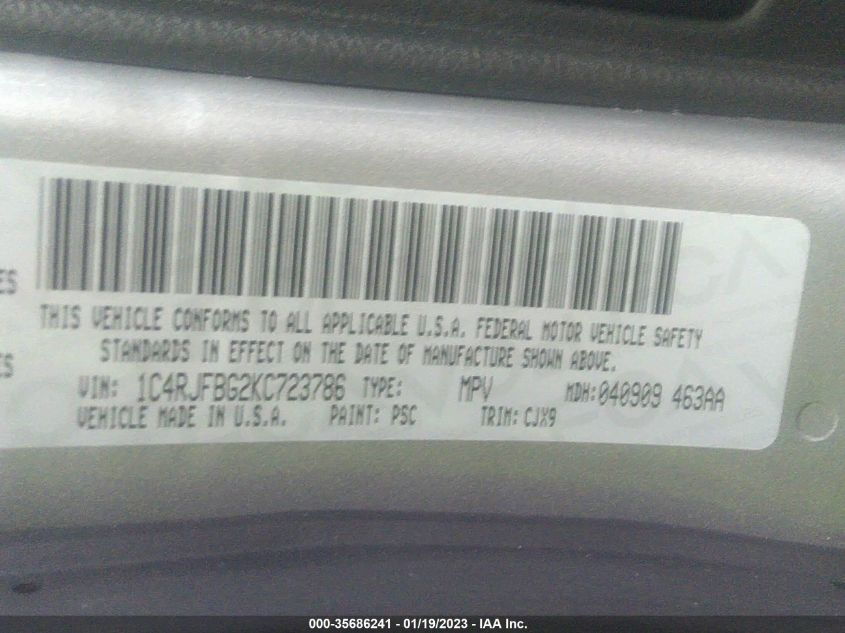 THIS VEHICLE CONFORMS TO ALL APPLICABLE U.S.A. FEDERAL MOTOR VEHICLE SAFETY
ES
STANDARDS IN EFFECT ON THE DATE OF MANUFACTURE SHOWN ABOVE.
ES
VIN: 1C4RJFBG2KC723786 TYPE: MPV MDH:040909 463AA
VEHICLE MADE IN U.S.A. PAINT: PSC TRIM: CJX9
000-35686241 - 01/19/2023 - IAA Inc.